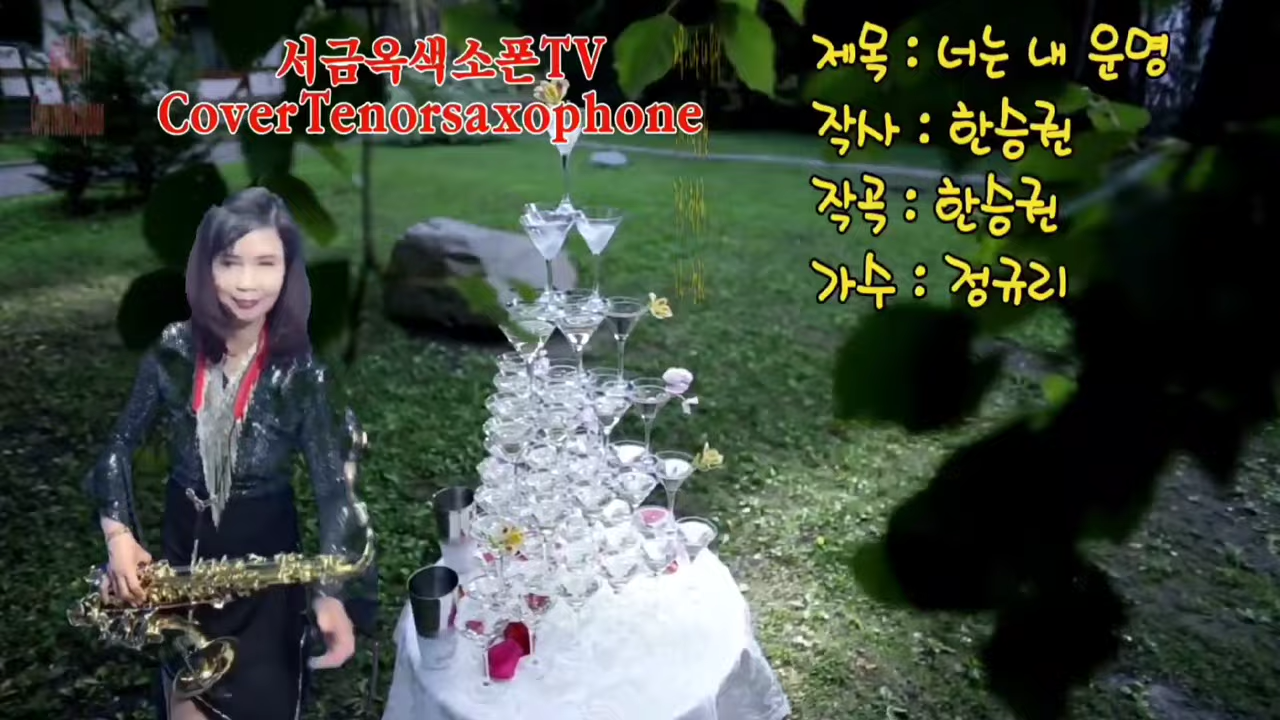 서금옥색소폰TV
CoverTenorsaxophone
제목 : 너는 내 운명
작사 : 한승권
작곡 : 한승권
가수 : 정규리